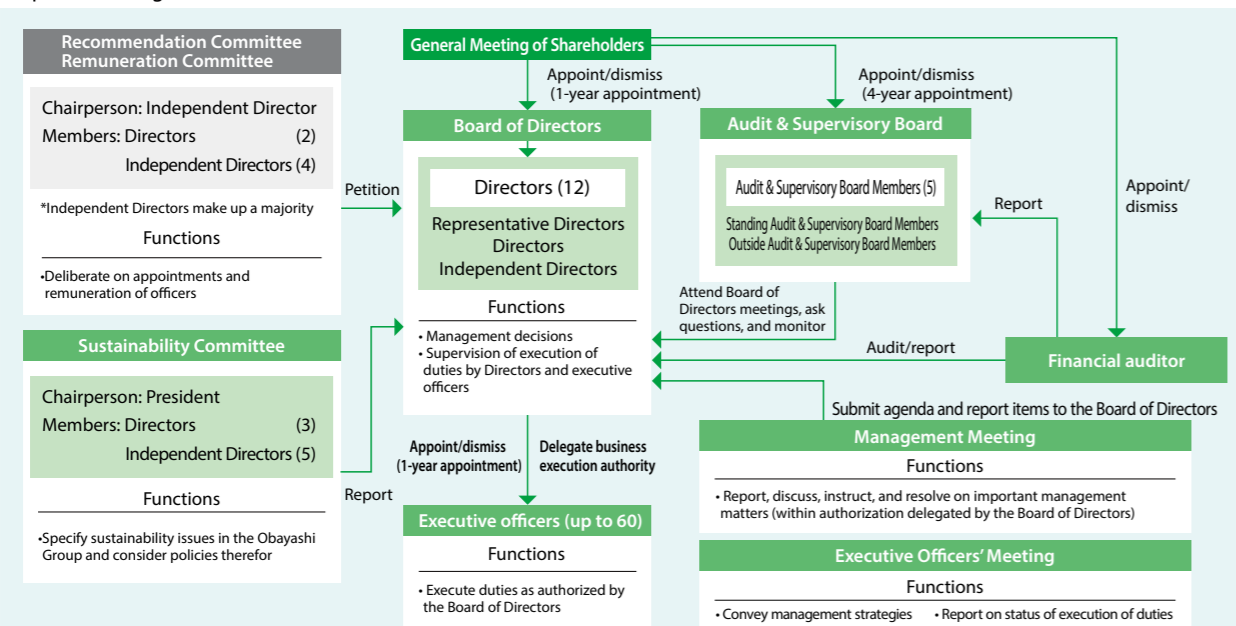 Recommendation Committee
Remuneration Committee
Chairperson: Independent Director
Members: Directors (2)
Independent Directors (4)
*Independent Directors make up a majority
Functions
•Deliberate on appointments and
remuneration of officers
Petition
Sustainability Committee
Chairperson: President
Members: Directors (3)
Independent Directors (5)
Functions
•Specify sustainability issues in the Obayashi
Group and consider policies therefor
Report
General Meeting of Shareholders
Appoint/dismiss
(1-year appointment)
Appoint/dismiss
(4-year appointment)
Appoint/
dismiss
Board of Directors
Directors (12)
Representative Directors
Directors
Independent Directors
Functions
• Management decisions
• Supervision of execution of
duties by Directors and executive
officers
Audit & Supervisory Board
Audit & Supervisory Board Members (5)
Standing Audit & Supervisory Board Members
Outside Audit & Supervisory Board Members
Report
Attend Board of
Directors meetings, ask
questions, and monitor
Audit/report
Financial auditor
Submit agenda and report items to the Board of Directors
Appoint/dismiss
(1-year appointment)
Delegate business
execution authority
Executive officers (up to 60)
Functions
• Execute duties as authorized by
the Board of Directors
Management Meeting
Functions
• Report, discuss, instruct, and resolve on important management
matters (within authorization delegated by the Board of Directors)
Executive Officers' Meeting
Functions
• Convey management strategies • Report on status of execution of duties